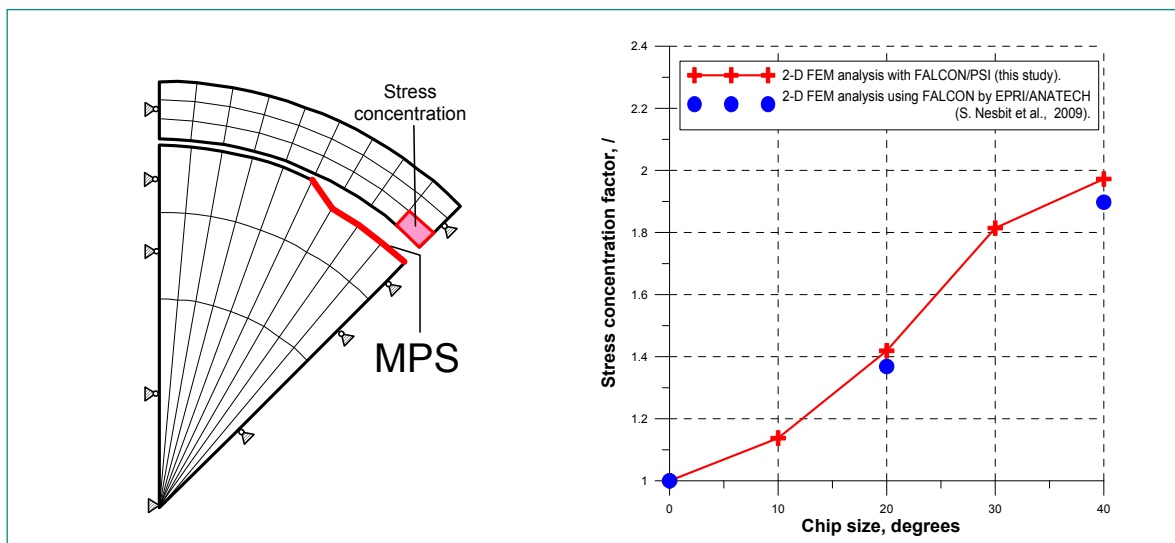 Stress
concentration
MPS
2-D FEM analysis with FALCON/PSI (this study).
2-D FEM analysis using FALCON by EPRI/ANATECH
(S. Nesbit et al., 2009).
Stress concentration factor, /
2.4
2.2
2
1.8
1.6
1.4
1.2
1
0
10
20
30
40
Chip size, degrees